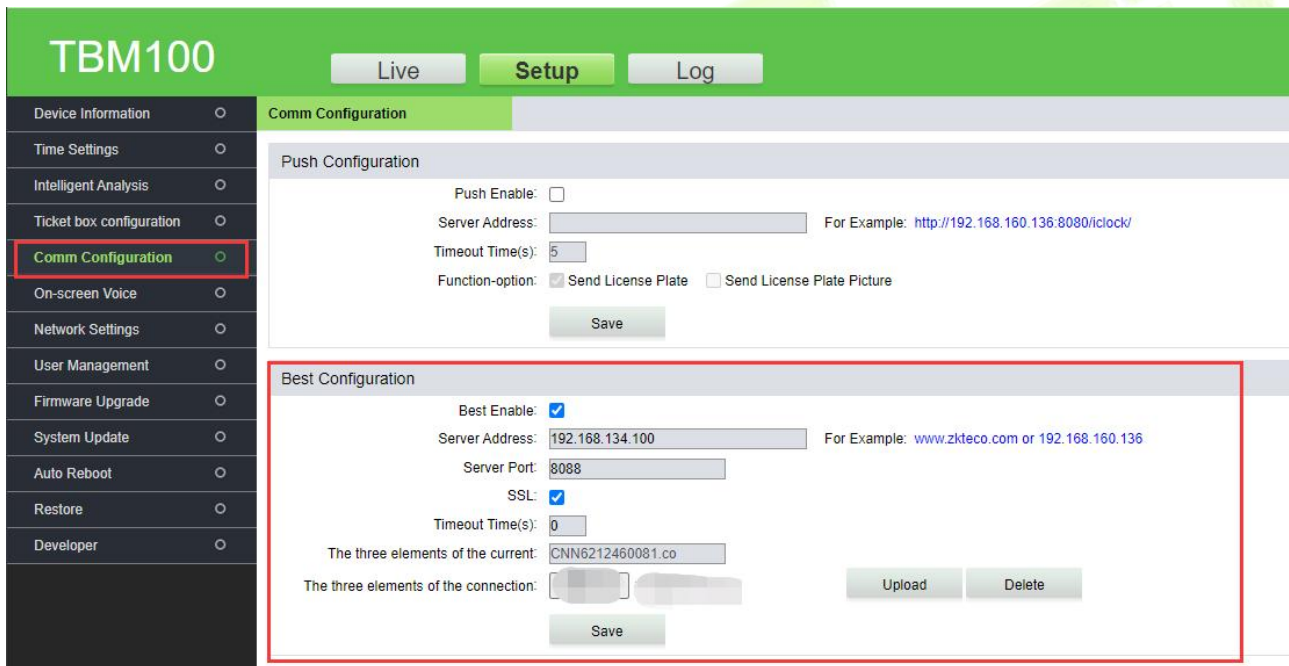 TBM100
Live Setup Log
Device Information
Time Settings
Intelligent Analysis
Ticket box configuration
Comm Configuration
On-screen Voice
Network Settings
User Management
Firmware Upgrade
System Update
Auto Reboot
Restore
Developer
Comm Configuration
Push Configuration
Push Enable:
Server Address: For Example: http://192.168.160.136:8080/iclock/
Timeout Time(s): 5
Function-option: Send License Plate Send License Plate Picture
Save
Best Configuration
Best Enable:
Server Address: 192.168.134.100 For Example: www.zkteco.com or 192.168.160.136
Server Port: 8088
SSL:
Timeout Time(s): 0
The three elements of the current: CNN6212460081.co
The three elements of the connection: Upload Delete
Save